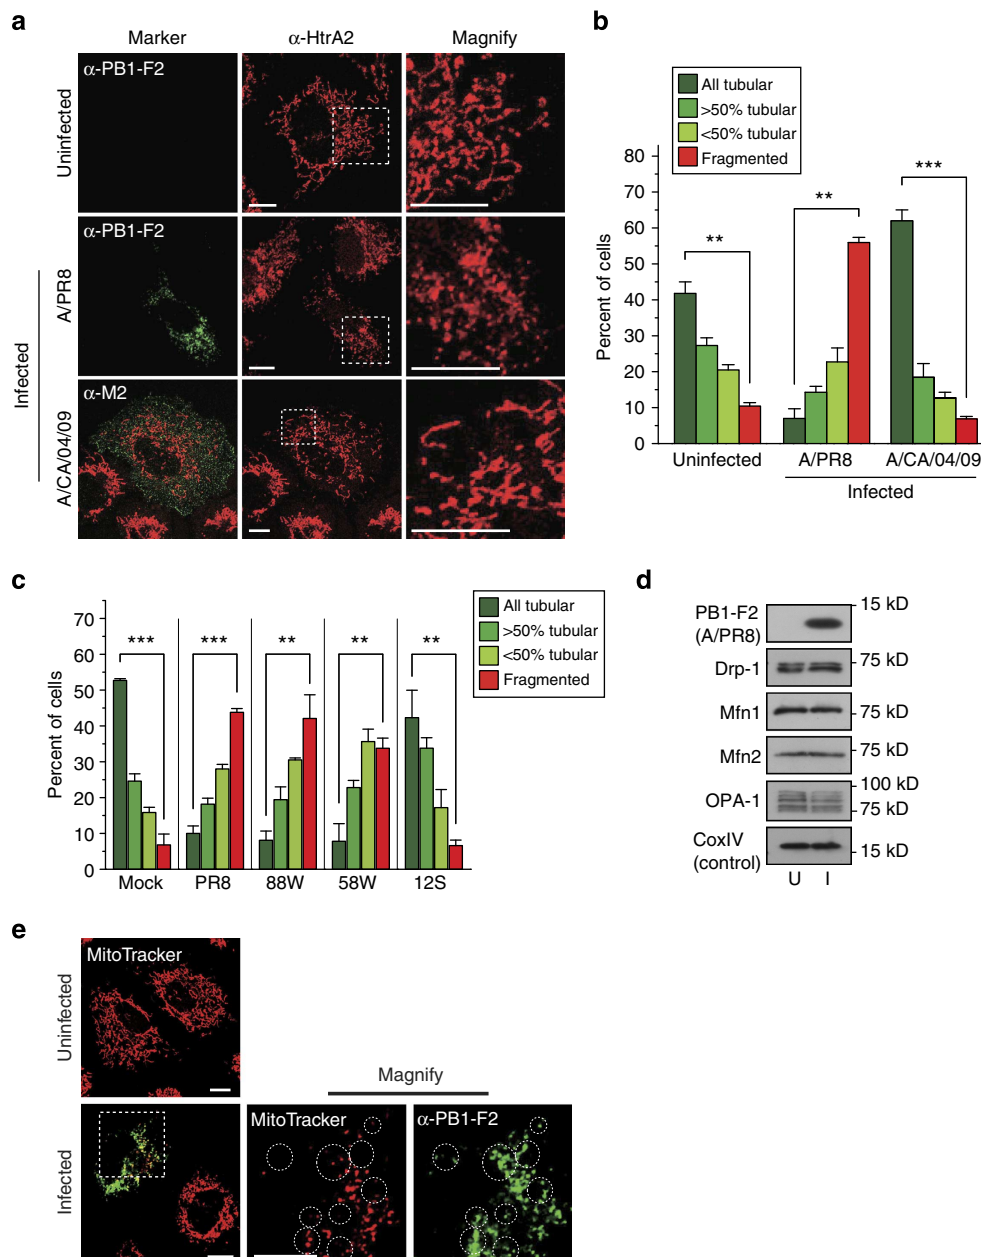 a
Marker
α-HtrA2
Magnify
Uninfected
α-PB1-F2
Infected
A/PR8
α-PB1-F2
A/CA/04/09
α-M2
b
All tubular
>50% tubular
<50% tubular
Fragmented
Percent of cells
80
70
60
50
40
30
20
10
0
**
**
***
Uninfected
A/PR8
A/CA/04/09
Infected
c
All tubular
>50% tubular
<50% tubular
Fragmented
Percent of cells
70
60
50
40
30
20
10
0
***
***
**
**
**
Mock
PR8
88W
58W
12S
d
PB1-F2
(A/PR8)
15 kD
Drp-1
75 kD
Mfn1
75 kD
Mfn2
75 kD
OPA-1
100 kD
75 kD
CoxIV
(control)
15 kD
U I
e
Uninfected
MitoTracker
Magnify
Infected
MitoTracker
α-PB1-F2